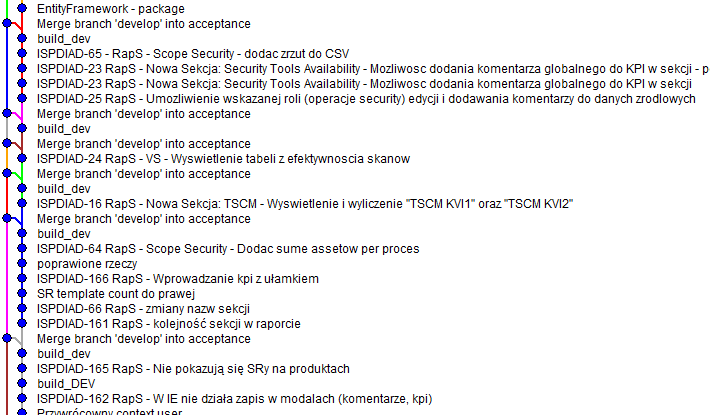 EntityFramework - package
Merge branch 'develop' into acceptance
build_dev
ISPDIAD-65 - RapS - Scope Security - dodac zrzut do CSV
ISPDIAD-23 RapS - Nowa Sekcja: Security Tools Availability - Mozliwosc dodania komentarza globalnego do KPI w sekcji - p
ISPDIAD-23 RapS - Nowa Sekcja: Security Tools Availability - Mozliwosc dodania komentarza globalnego do KPI w sekcji
ISPDIAD-25 RapS - Umozliwienie wskazanej roli (operacje security) edycji i dodawania komentarzy do danych zrodlowych
Merge branch 'develop' into acceptance
build_dev
Merge branch 'develop' into acceptance
ISPDIAD-24 RapS - VS - Wyswietlenie tabeli z efektywnoscia skanow
Merge branch 'develop' into acceptance
build_dev
ISPDIAD-16 RapS - Nowa Sekcja: TSCM - Wyswietlenie i wyliczenie "TSCM KVI1" oraz "TSCM KVI2"
Merge branch 'develop' into acceptance
build_dev
ISPDIAD-64 RapS - Scope Security - Dodac sume assetow per proces
poprawione rzeczy
ISPDIAD-166 RapS - Wprowadzanie kpi z ułamkiem
SR template count do prawej
ISPDIAD-66 RapS - zmiany nazw sekcji
ISPDIAD-161 RapS - kolejność sekcji w raporcie
Merge branch 'develop' into acceptance
build_dev
ISPDIAD-165 RapS - Nie pokazują się SRy na produktach
build_DEV
ISPDIAD-162 RapS - W IE nie działa zapis w modalach (komentarze, kpi)
Przywrócowny context user